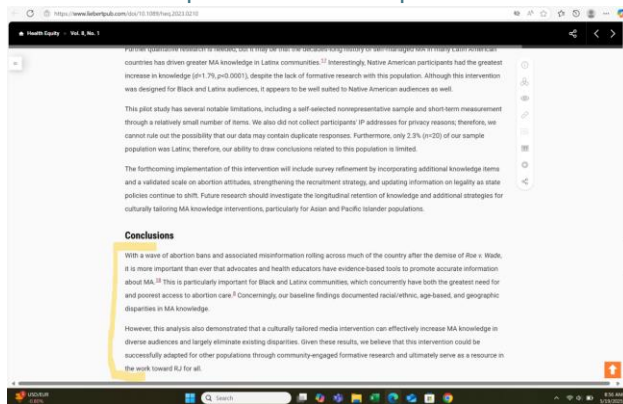 https://www.liebertpub.com/doi/10.1089/heq.2023.0210
Health Equity Vol. 8, No. 1
Further qualitative research is needed, but it may be that the decades-long history of self-managed MA in many Latin American
countries has driven greater MA knowledge in Latinx communities. Interestingly, Native American participants had the greatest
increase in knowledge (d=1.79, p=0.0001), despite the lack of formative research with this population. Although this intervention
was designed for Black and Latinx audiences, it appears to be well suited to Native American audiences as well.
This pilot study has several notable limitations, including a self-selected nonrepresentative sample and short-term measurement
through a relatively small number of items. We also did not collect participants' IP addresses for privacy reasons; therefore, we
cannot rule out the possibility that our data may contain duplicate responses. Furthermore, only 2.3% (n=20) of our sample
population was Latinx; therefore, our ability to draw conclusions related to this population is limited.
The forthcoming implementation of this intervention will include survey refinement by incorporating additional knowledge items
and a validated scale on abortion attitudes, strengthening the recruitment strategy, and updating information on legality as state
policies continue to shift. Future research should investigate the longitudinal retention of knowledge and additional strategies for
culturally tailoring MA knowledge interventions, particularly for Asian and Pacific Islander populations.
Conclusions
With a wave of abortion bans and associated misinformation rolling across much of the country after the demise of Roe v. Wade,
it is more important than ever that advocates and health educators have evidence-based tools to promote accurate information
about MA. This is particularly important for Black and Latinx communities, which concurrently have both the greatest need for
and poorest access to abortion care. Concerningly, our baseline findings documented racial/ethnic, age-based, and geographic
disparities in MA knowledge.
However, this analysis also demonstrated that a culturally tailored media intervention can effectively increase MA knowledge in
diverse audiences and largely eliminate existing disparities. Given these results, we believe that this intervention could be
successfully adapted for other populations through community-engaged formative research and ultimately serve as a resource in
the work toward RJ for all.
USD/EUR
Search
8:50 AM